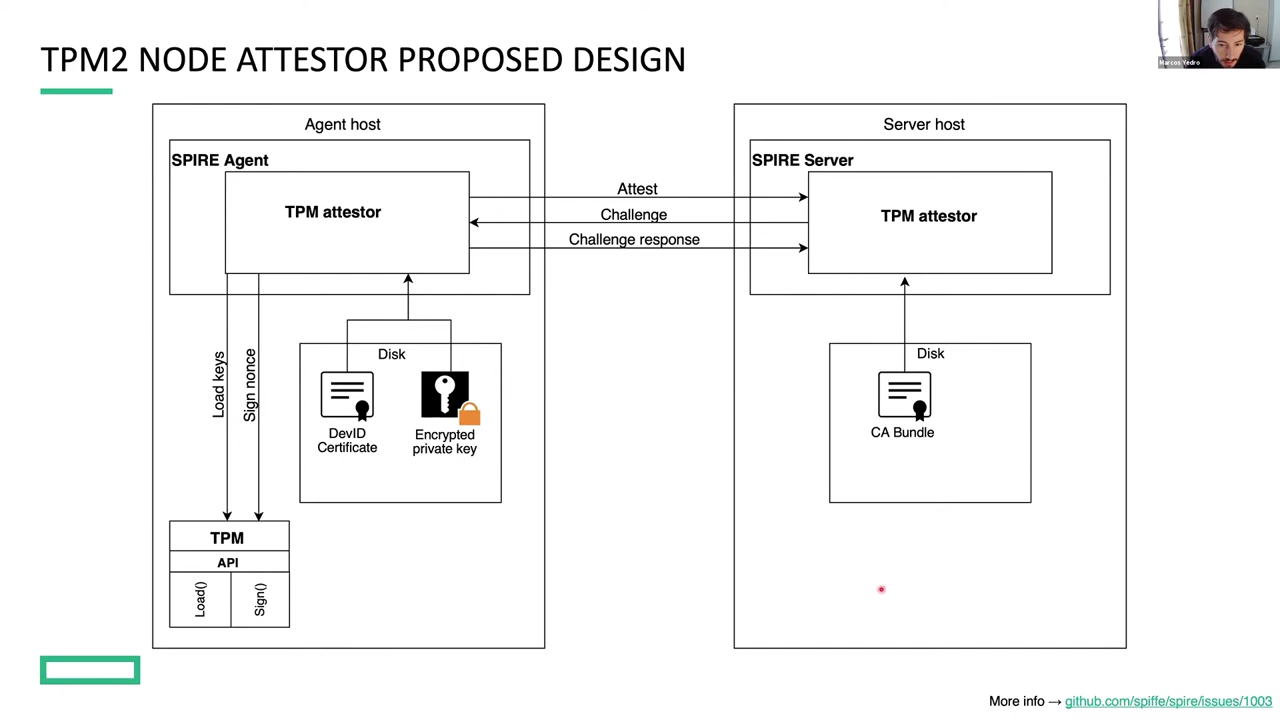 TPM2 NODE ATTESTOR PROPOSED DESIGN
Marcos Yedro
Agent host
SPIRE Agent
TPM attestor
Attest
Challenge
Challenge response
Server host
SPIRE Server
TPM attestor
Load keys
Sign nonce
Disk
DevID
Certificate
Encrypted
private key
Disk
CA Bundle
TPM
API
Load()
Sign()
More info → github.com/spiffe/spire/issues/1003